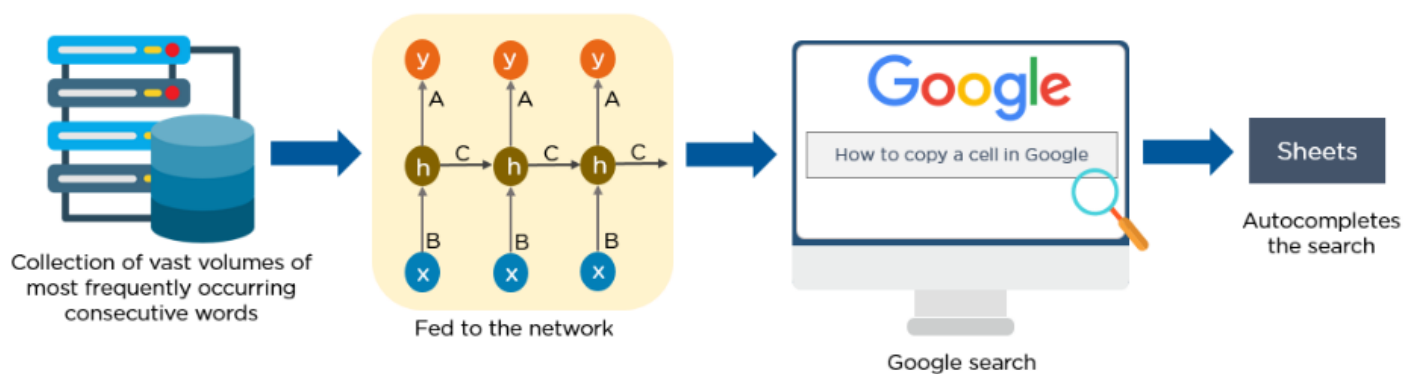 Collection of vast volumes of
most frequently occurring
consecutive words
y y y
A A A
C C C
h h h
B B B
x x x
Fed to the network
Google
How to copy a cell in Google
Google search
Sheets
Autocompletes
the search